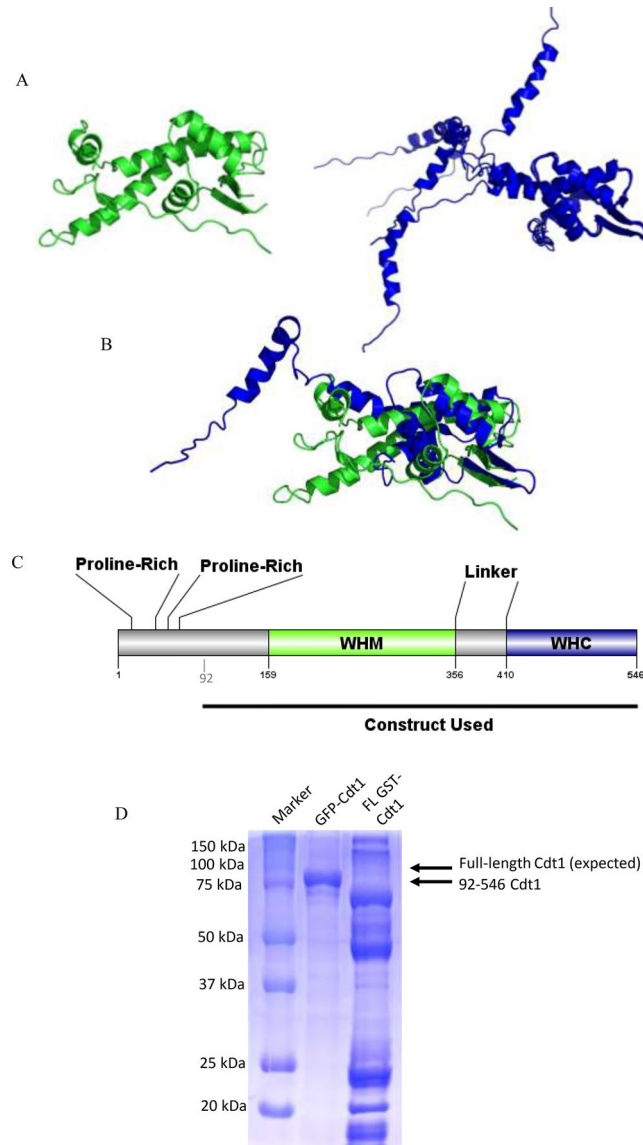 A
B
C
Proline-Rich Proline-Rich Linker
WHM WHC
1 92 159 356 410 546
Construct Used
D
Marker GFP-Cdt1 FL GST-Cdt1
150 kDa
100 kDa
75 kDa
50 kDa
37 kDa
25 kDa
20 kDa
Full-length Cdt1 (expected)
92-546 Cdt1